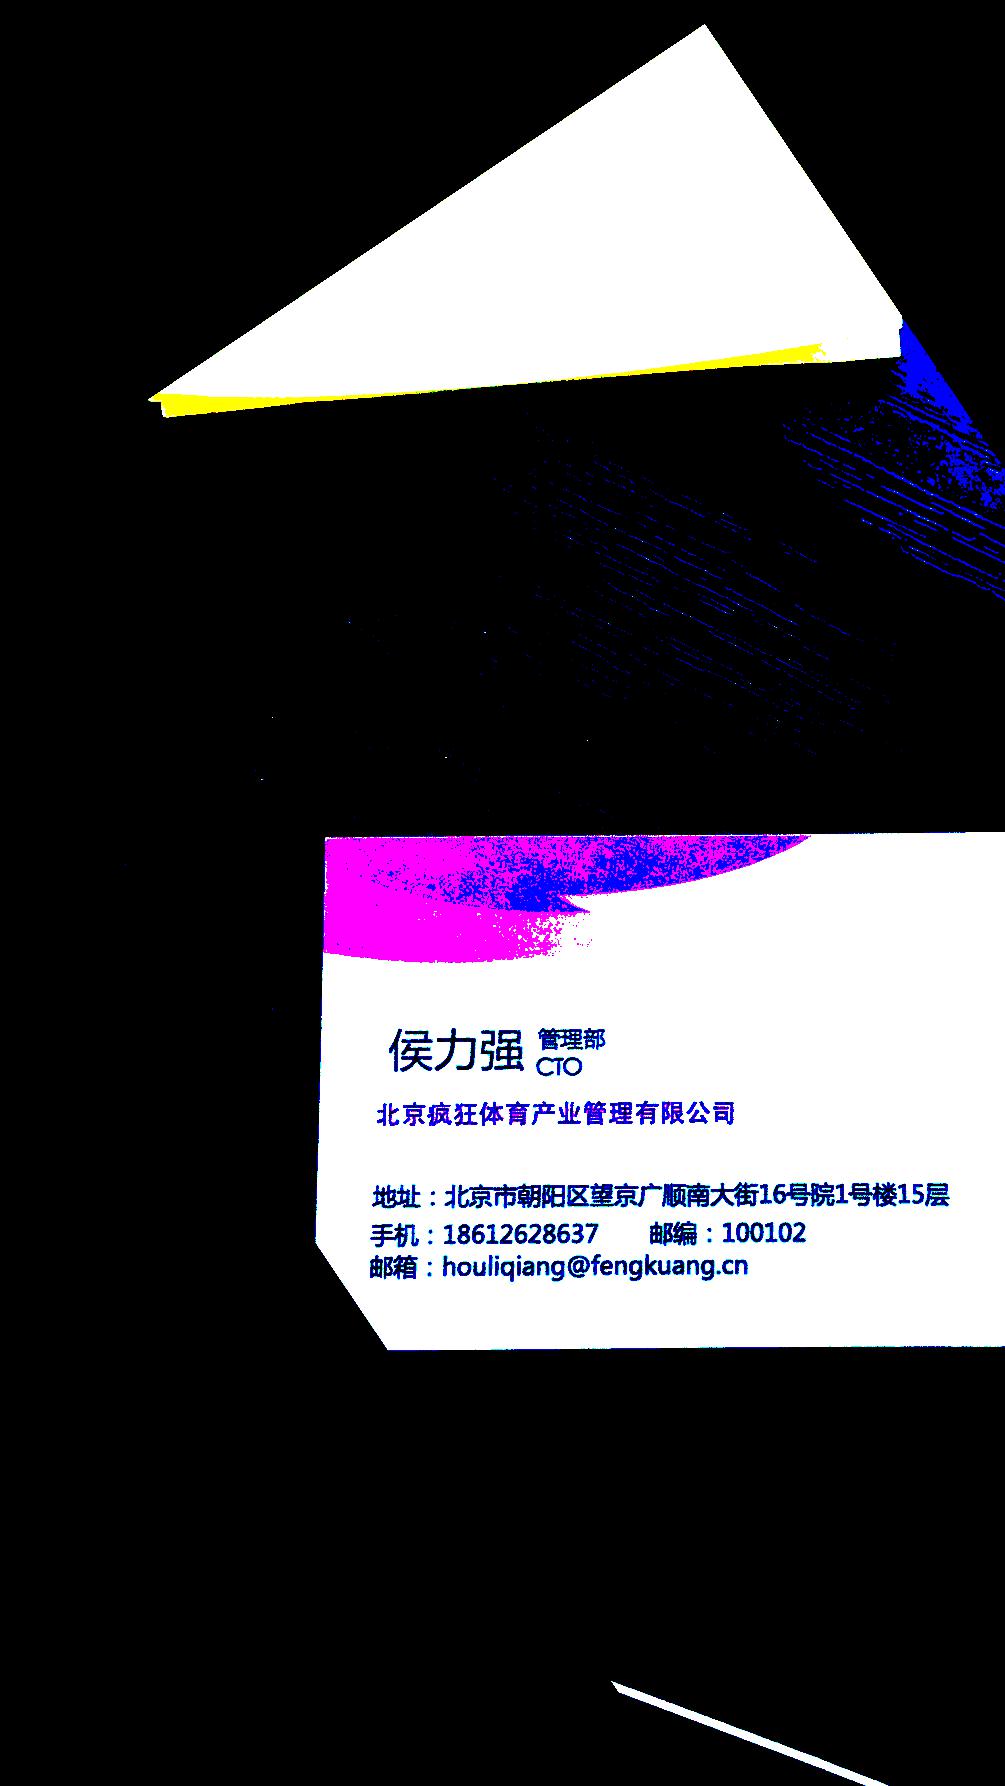 侯力强 管理部
CTO
北京疯狂体育产业管理有限公司
地址：北京市朝阳区望京广顺南大街16号院1号楼15层
手机：18612628637 邮编：100102
邮箱：houliqiang@fengkuang.cn